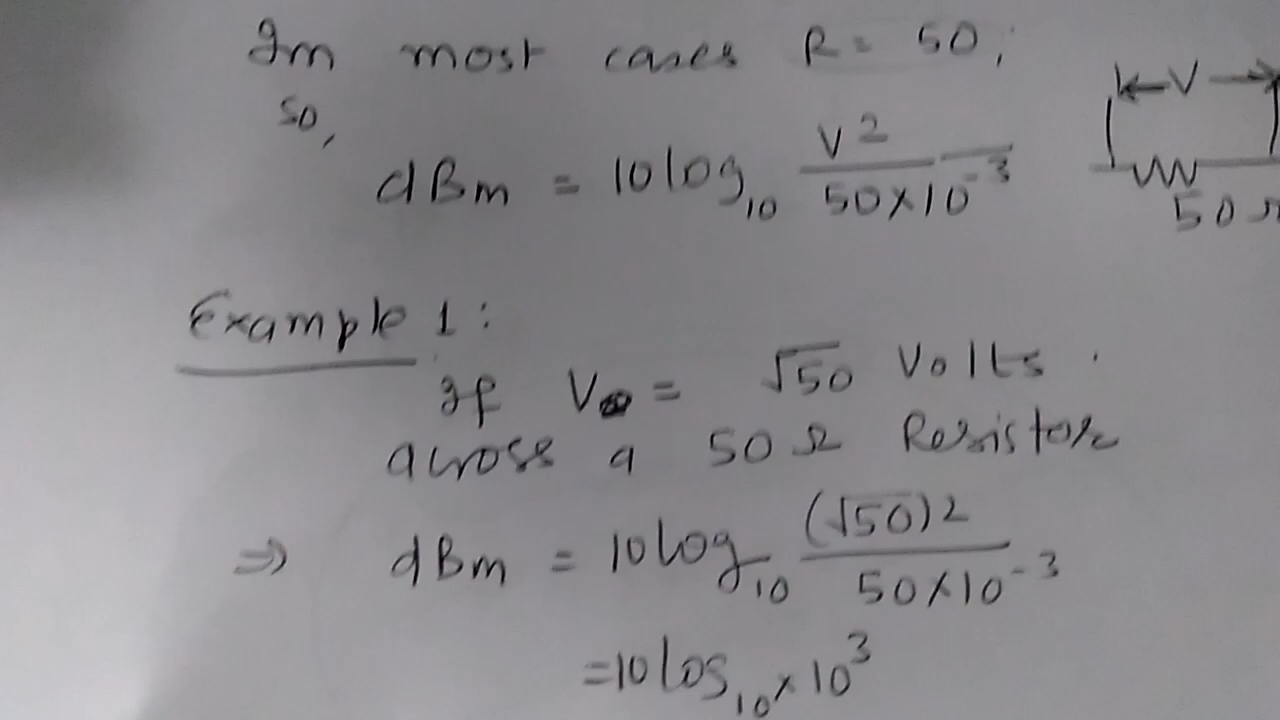 In most cases R = 50,
so,
dBm = 10 log₁₀ V² / 50×10⁻³
V
50 Ω
Example 1:
If V = √50 Volts.
across a 50 Ω Resistor
⇒ dBm = 10 log₁₀ (√50)² / 50×10⁻³
= 10 log₁₀ × 10³